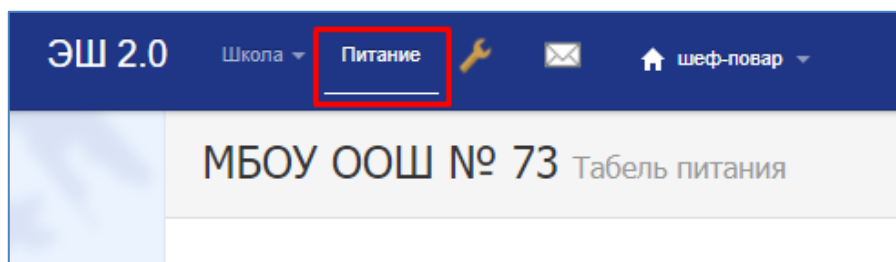 ЭШ 2.0 Школа Питание шеф-повар
МБОУ ООШ № 73 Табель питания